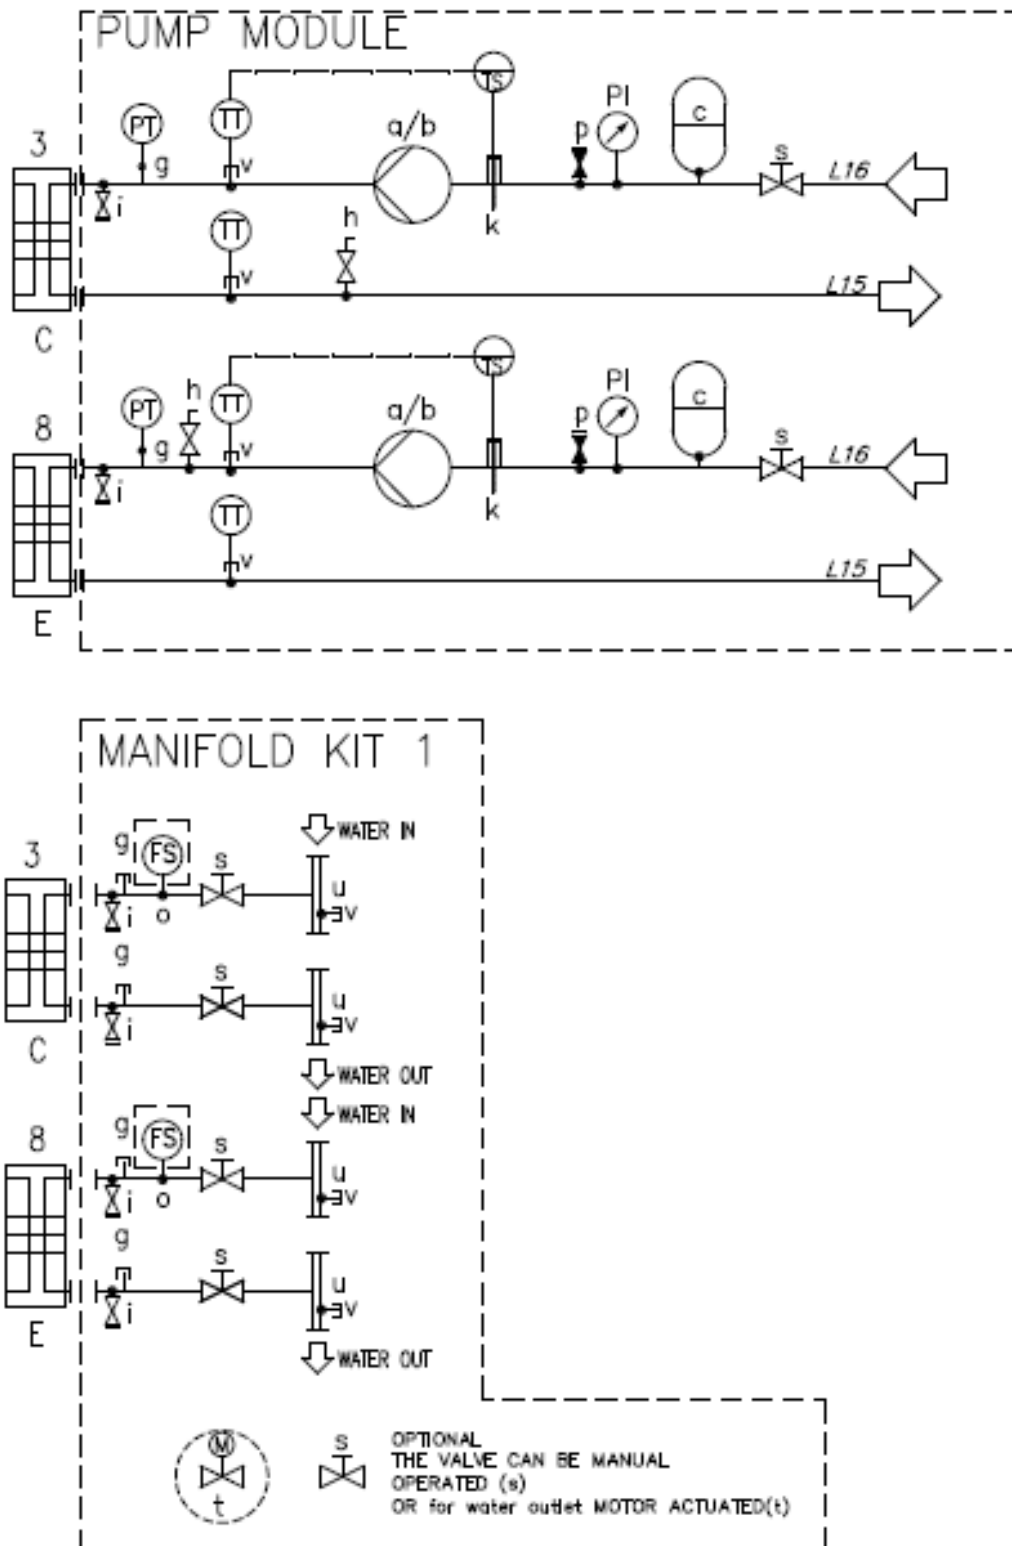 PUMP MODULE
TS
PI
c
PT
TT
a/b
p
s
3
g
v
L16
i
k
TT
h
v
L15
C
TS
PI
c
h
PT
TT
a/b
p
s
8
g
v
L16
i
k
TT
v
L15
E
MANIFOLD KIT 1
WATER IN
3
g
FS
s
u
i
o
v
g
s
u
i
v
C
WATER OUT
WATER IN
8
g
FS
s
u
i
o
v
g
s
u
i
v
E
WATER OUT
M
t
s
OPTIONAL
THE VALVE CAN BE MANUAL
OPERATED (s)
OR for water outlet MOTOR ACTUATED(t)